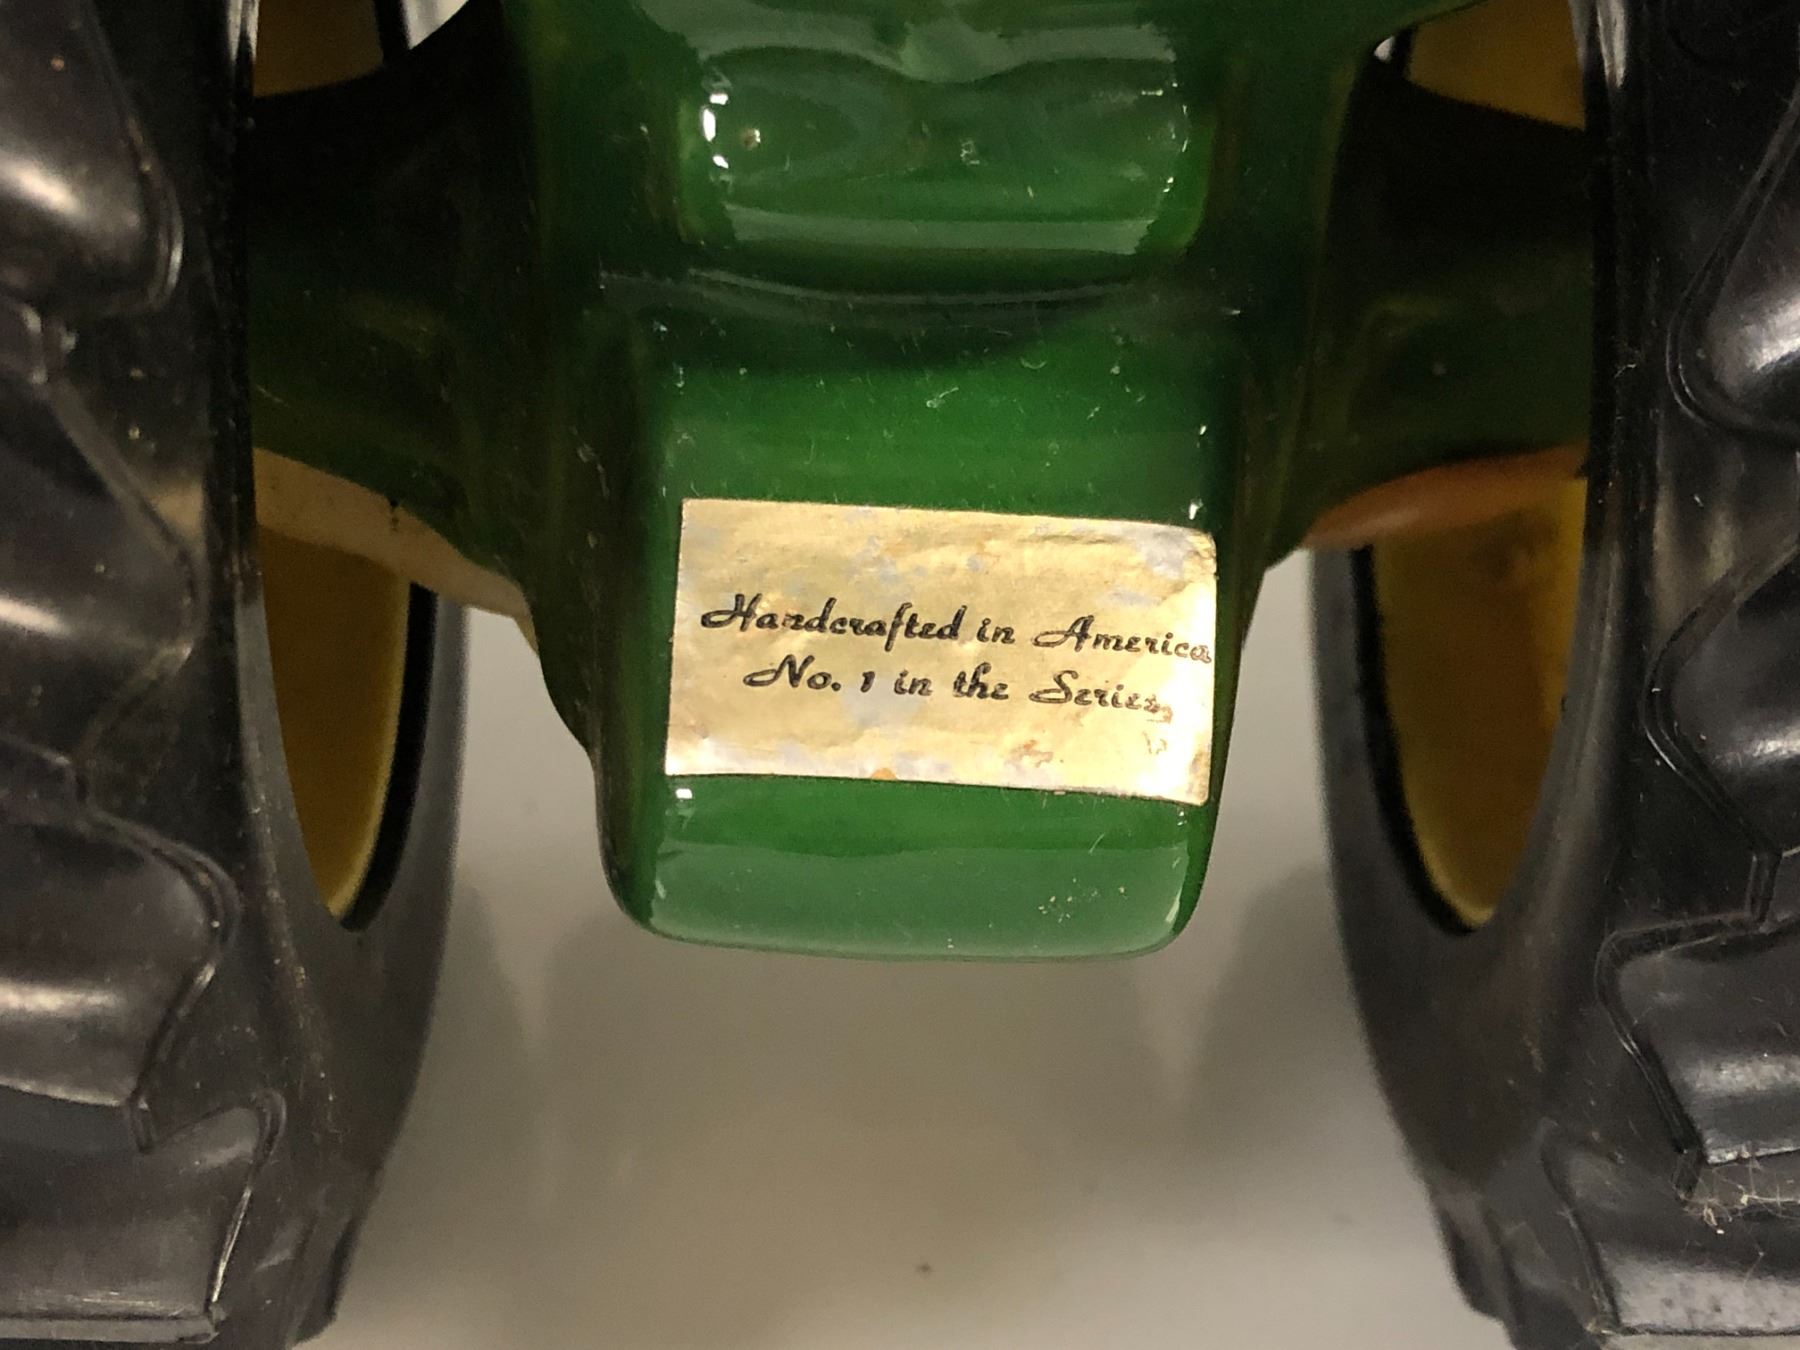 Handcrafted in America
No. 1 in the Series